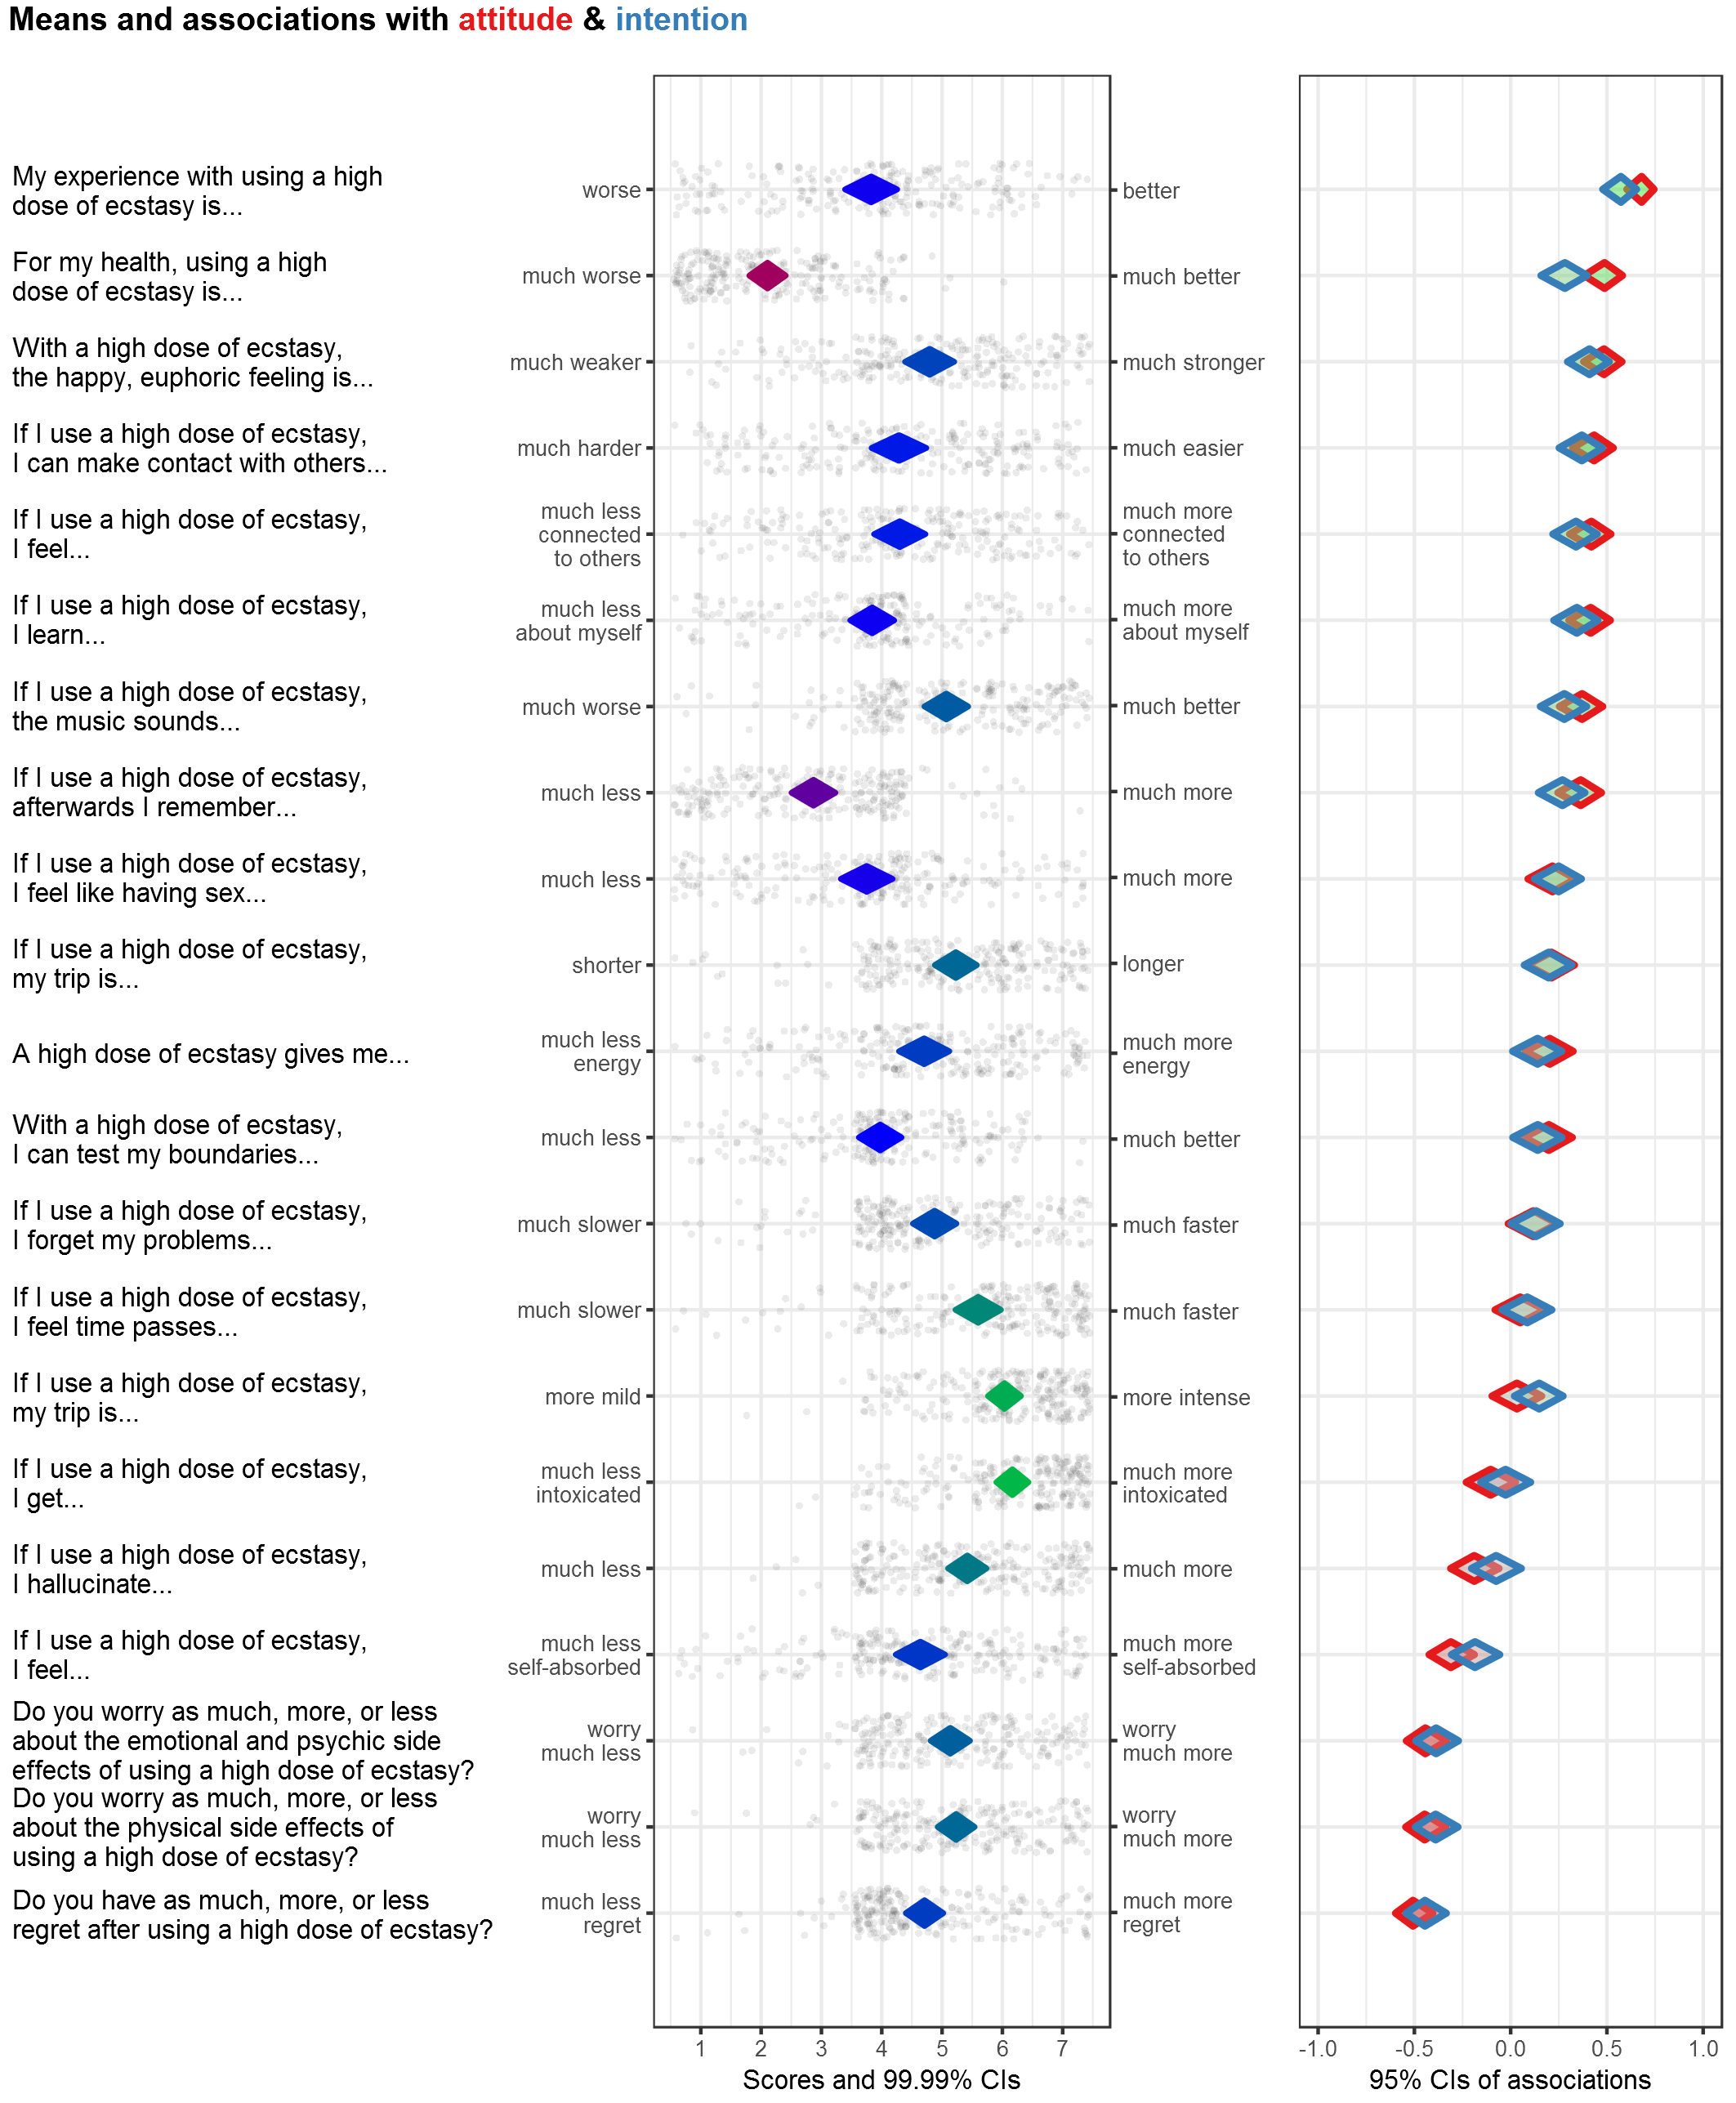 Means and associations with attitude & intention
My experience with using a high
dose of ecstasy is...
worse
better
For my health, using a high
dose of ecstasy is...
much worse
much better
With a high dose of ecstasy,
the happy, euphoric feeling is...
much weaker
much stronger
If I use a high dose of ecstasy,
I can make contact with others...
much harder
much easier
If I use a high dose of ecstasy,
I feel...
much less
connected
to others
much more
connected
to others
If I use a high dose of ecstasy,
I learn...
much less
about myself
much more
about myself
If I use a high dose of ecstasy,
the music sounds...
much worse
much better
If I use a high dose of ecstasy,
afterwards I remember...
much less
much more
If I use a high dose of ecstasy,
I feel like having sex...
much less
much more
If I use a high dose of ecstasy,
my trip is...
shorter
longer
A high dose of ecstasy gives me...
much less
energy
much more
energy
With a high dose of ecstasy,
I can test my boundaries...
much less
much better
If I use a high dose of ecstasy,
I forget my problems...
much slower
much faster
If I use a high dose of ecstasy,
I feel time passes...
much slower
much faster
If I use a high dose of ecstasy,
my trip is...
more mild
more intense
If I use a high dose of ecstasy,
I get...
much less
intoxicated
much more
intoxicated
If I use a high dose of ecstasy,
I hallucinate...
much less
much more
If I use a high dose of ecstasy,
I feel...
much less
self-absorbed
much more
self-absorbed
Do you worry as much, more, or less
about the emotional and psychic side
effects of using a high dose of ecstasy?
worry
much less
worry
much more
Do you worry as much, more, or less
about the physical side effects of
using a high dose of ecstasy?
worry
much less
worry
much more
Do you have as much, more, or less
regret after using a high dose of ecstasy?
much less
regret
much more
regret
1 2 3 4 5 6 7
Scores and 99.99% CIs
-1.0 -0.5 0.0 0.5 1.0
95% CIs of associations